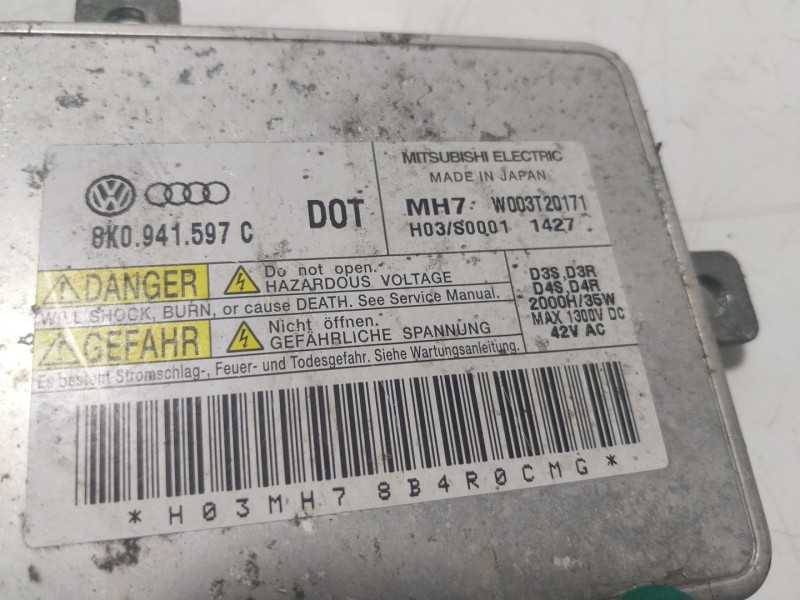 8K0.941.597 C
DOT
MITSUBISHI ELECTRIC
MADE IN JAPAN
MH7 W003T20171
H03/S0001 1427
DANGER
Do not open.
HAZARDOUS VOLTAGE
WILL SHOCK, BURN, or cause DEATH. See Service Manual.
GEFAHR
Nicht öffnen.
GEFÄHRLICHE SPANNUNG
Es besteht Stromschlag-, Feuer- und Todesgefahr. Siehe Wartungsanleitung.
D3S, D3R
D4S, D4R
2000H/35W
MAX 1300V DC
42V AC
*H03MH78B4R0CMG*